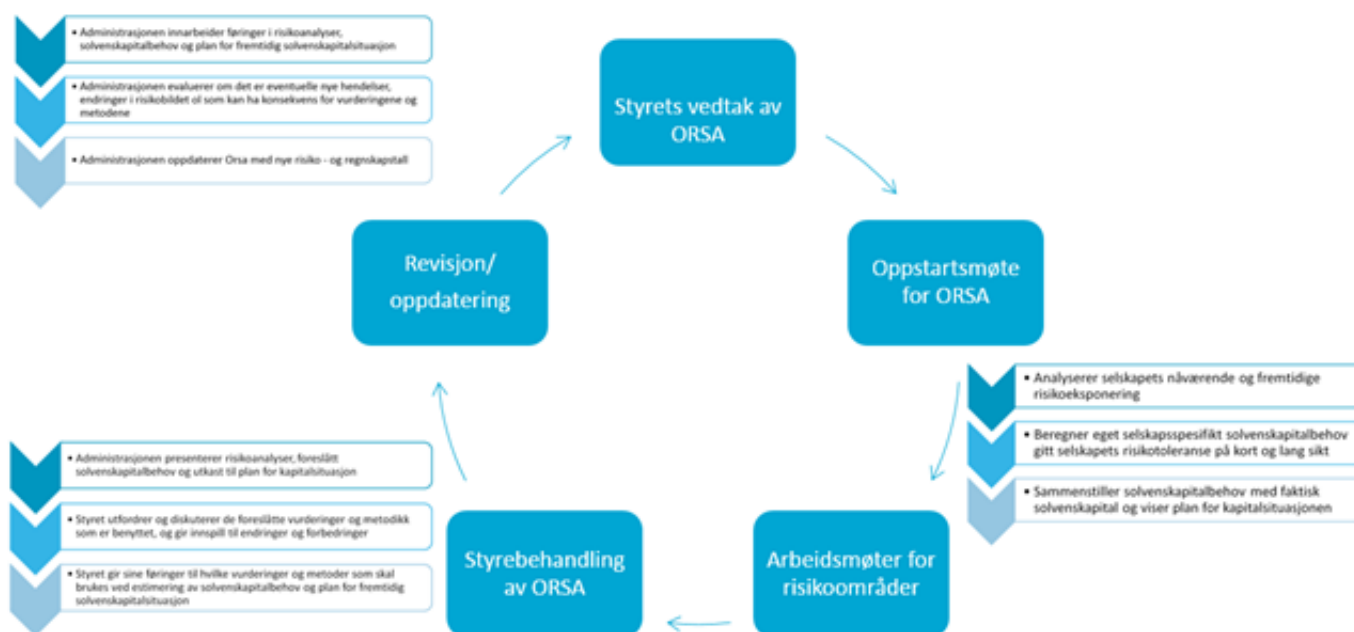 • Administrasjonen innarbeider føringer i risikoanalyser,
solvenskapitalbehov og plan for fremtidig solvenskapitalsituasjon
• Administrasjonen evaluerer om det er eventuelle nye hendelser,
endringer i risikobildet ol som kan ha konsekvens for vurderingene og
metodene
• Administrasjonen oppdaterer Orsa med nye risiko - og regnskapstall
Styrets vedtak av
ORSA
Oppstartsmøte
for ORSA
• Analyserer selskapets nåværende og fremtidige
risikoeksponering
• Beregner eget selskapsspesifikt solvenskapitalbehov
gitt selskapets risikotoleranse på kort og lang sikt
• Sammenstiller solvenskapitalbehov med faktisk
solvenskapital og viser plan for kapitalsituasjonen
Arbeidsmøter for
risikoområder
Styrebehandling
av ORSA
• Administrasjonen presenterer risikoanalyser, foreslått
solvenskapitalbehov og utkast til plan for kapitalsituasjon
• Styret utfordrer og diskuterer de foreslåtte vurderinger og metodikk
som er benyttet, og gir innspill til endringer og forbedringer
• Styret gir sine føringer til hvilke vurderinger og metoder som skal
brukes ved estimering av solvenskapitalbehov og plan for fremtidig
solvenskapitalsituasjon
Revisjon/
oppdatering